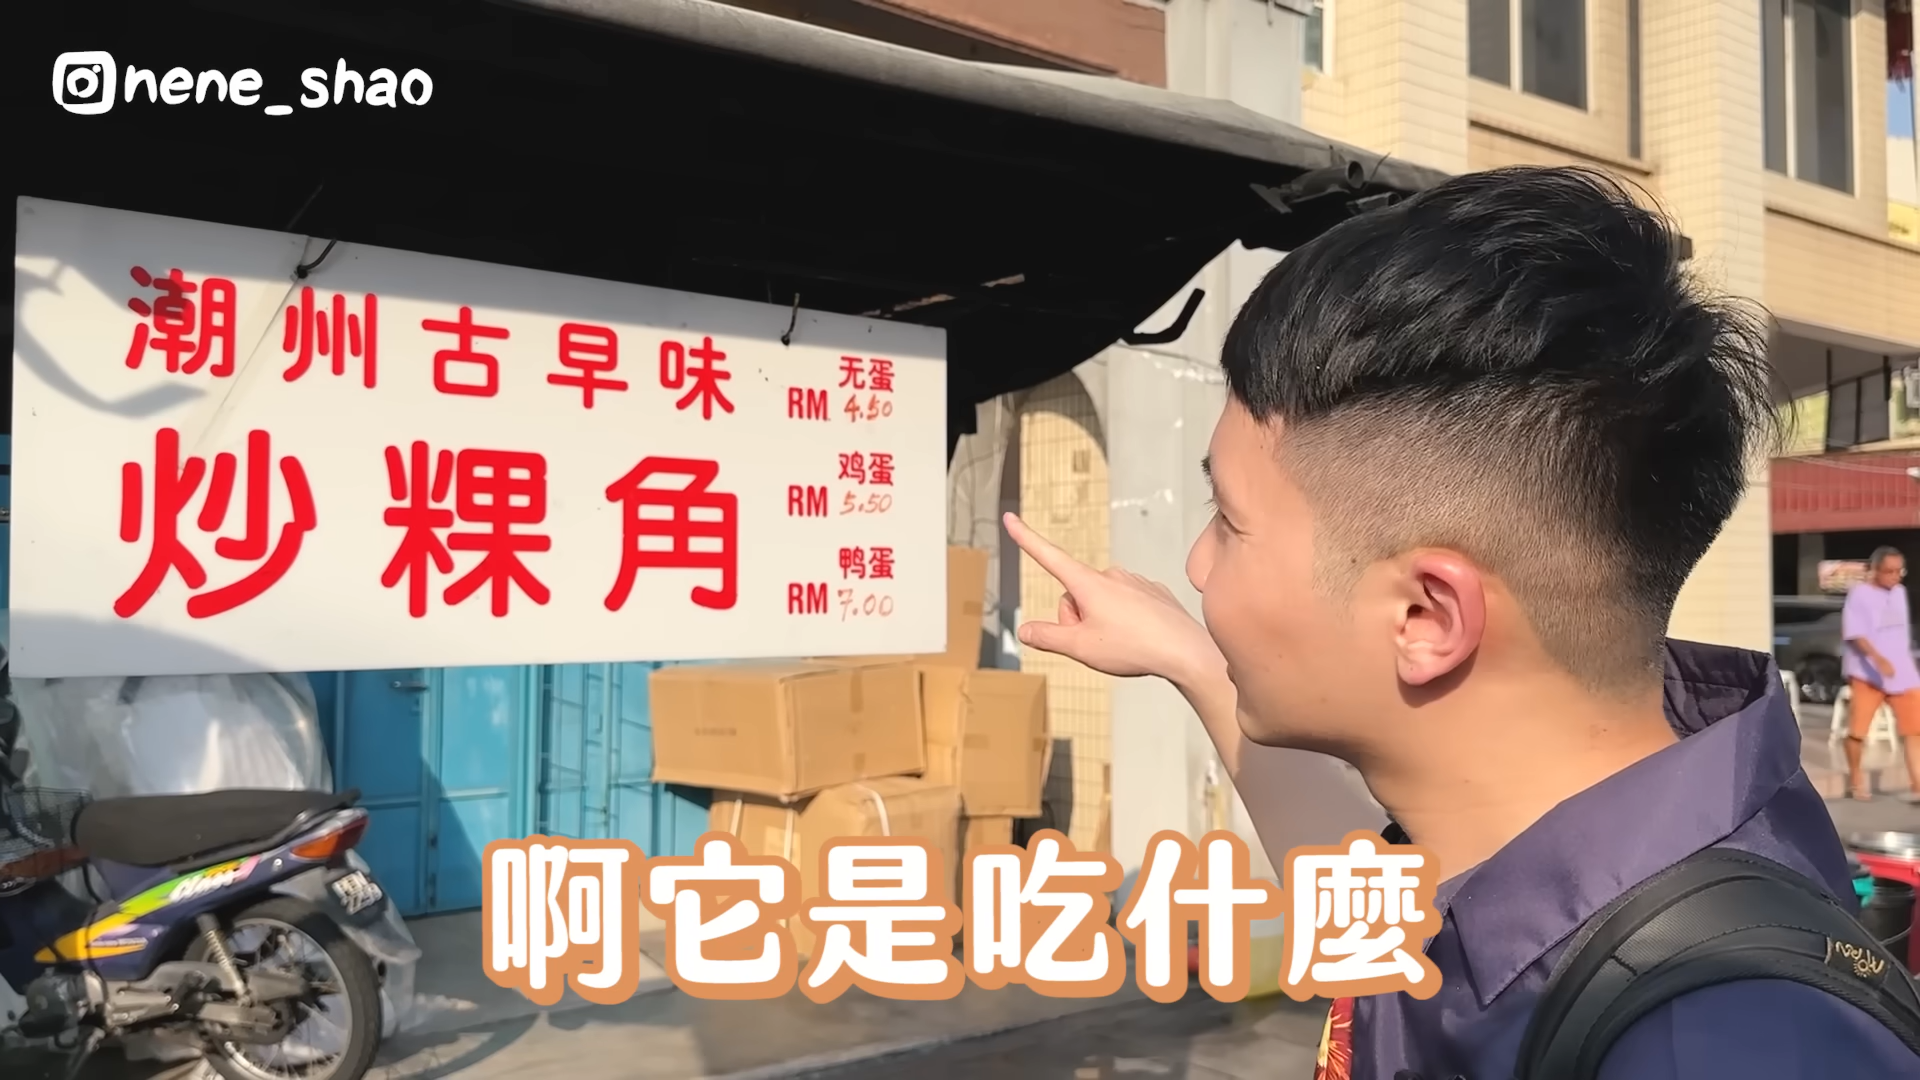 nene_shao
潮州古早味
炒粿角
无蛋
RM 4.50
鸡蛋
RM 5.50
鸭蛋
RM 7.00
啊它是吃什麼